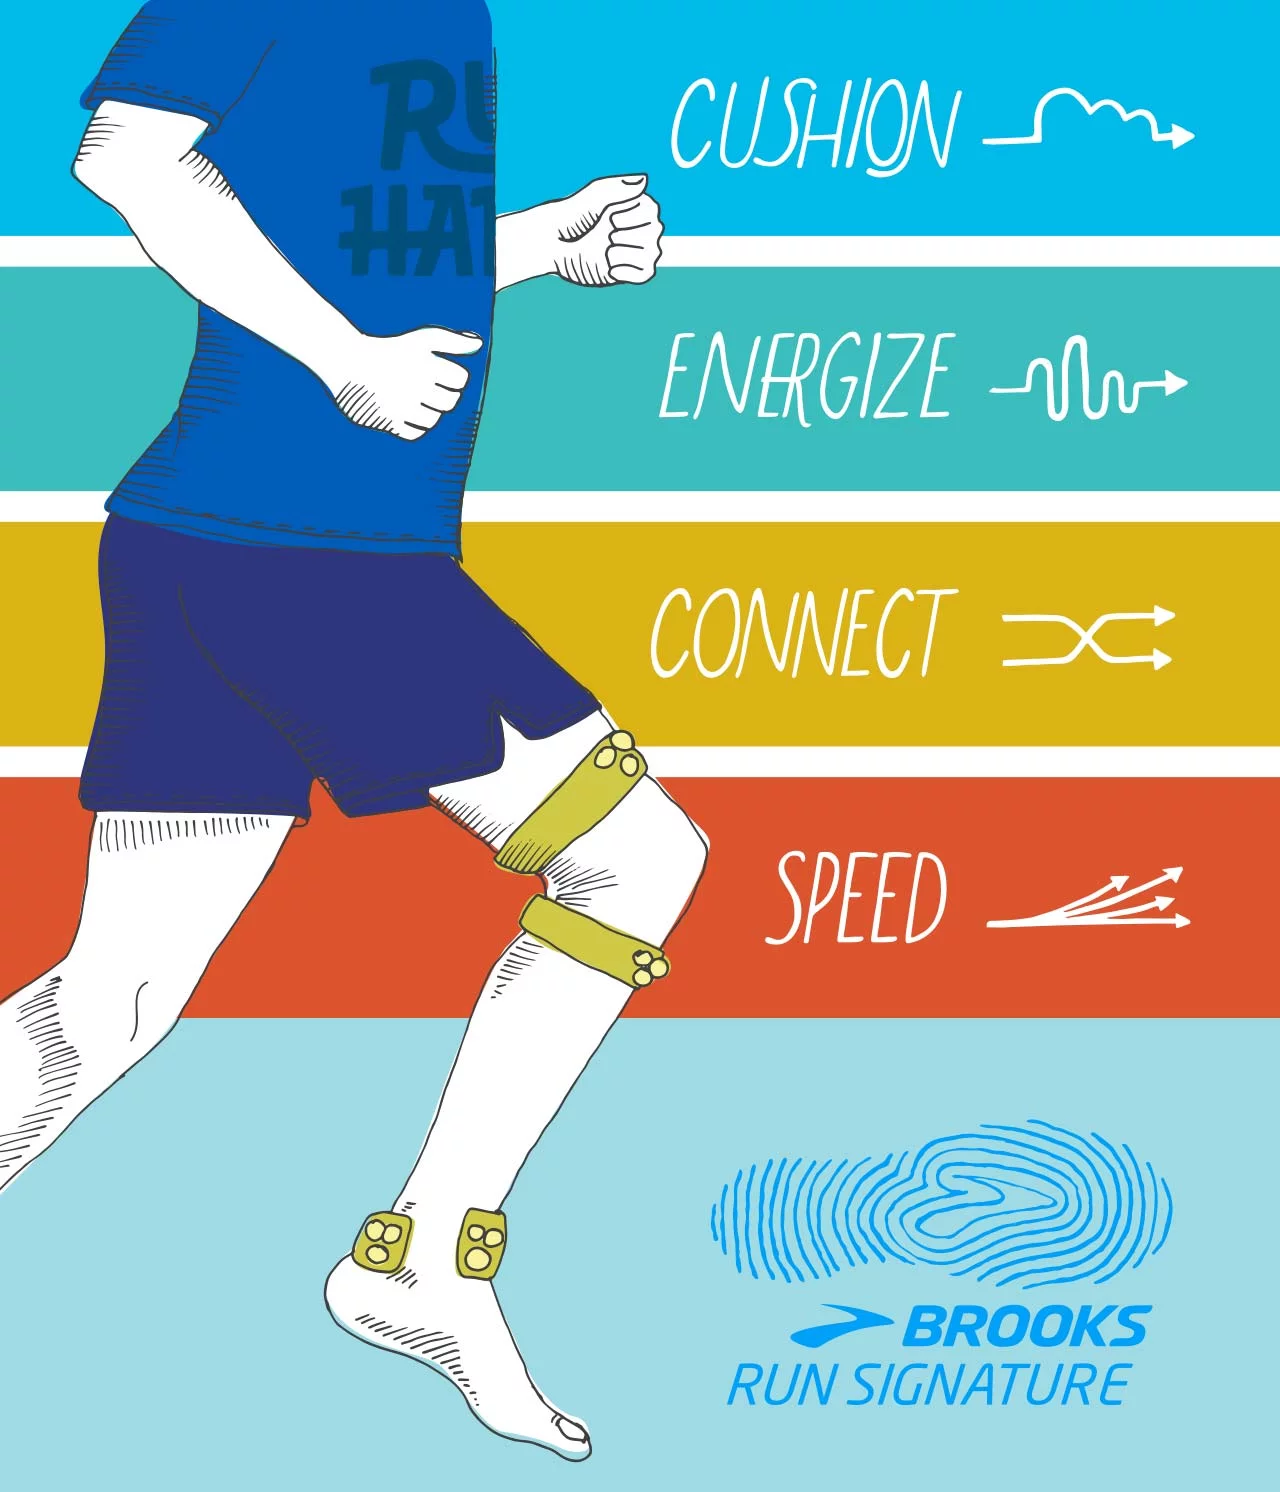 CUSHION
ENERGIZE
CONNECT
SPEED
BROOKS
RUN SIGNATURE